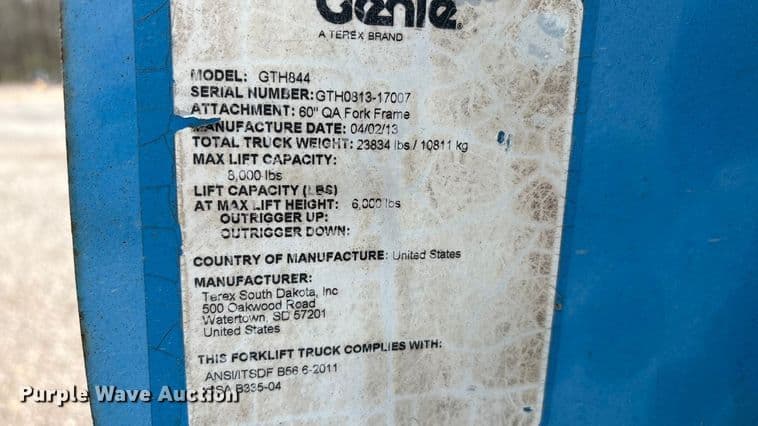 Genie
A TEREX BRAND
MODEL: GTH844
SERIAL NUMBER: GTH0813-17007
ATTACHMENT: 60" QA Fork Frame
MANUFACTURE DATE: 04/02/13
TOTAL TRUCK WEIGHT: 23834 lbs / 10811 kg
MAX LIFT CAPACITY:
8,000 lbs
LIFT CAPACITY (LBS)
AT MAX LIFT HEIGHT: 6,000 lbs
OUTRIGGER UP:
OUTRIGGER DOWN:
COUNTRY OF MANUFACTURE: United States
MANUFACTURER:
Terex South Dakota, Inc
500 Oakwood Road
Watertown, SD 57201
United States
THIS FORKLIFT TRUCK COMPLIES WITH:
ANSI/ITSDF B56.6-2011
CSA B335-04
Purple Wave Auction